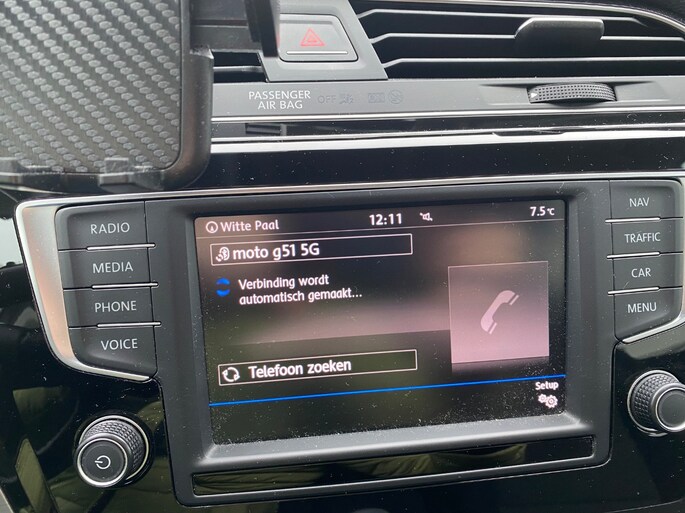 PASSENGER
AIR BAG
OFF
RADIO
MEDIA
PHONE
VOICE
Witte Paal
12:11
7.5°C
moto g51 5G
Verbinding wordt
automatisch gemaakt...
Telefoon zoeken
Setup
NAV
TRAFFIC
CAR
MENU